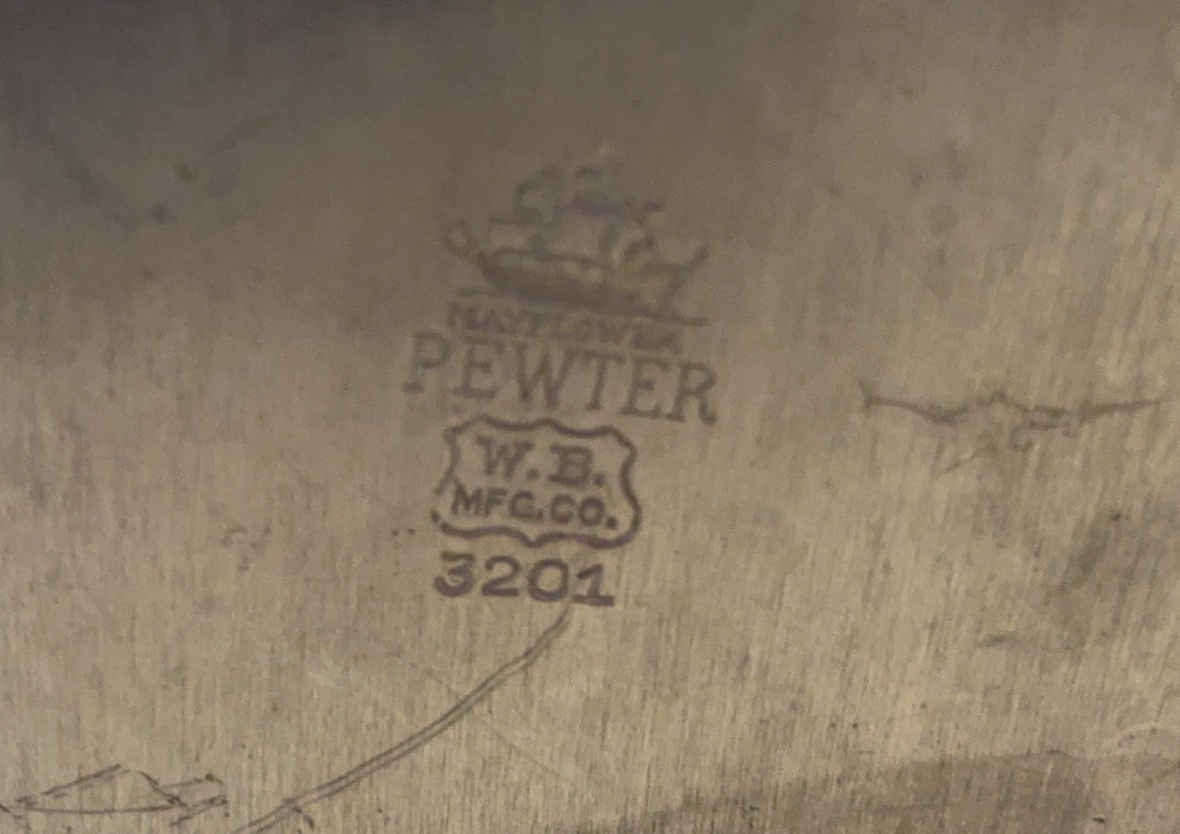 MAYFLOWER
PEWTER
W.B.
MFG.CO.
3201